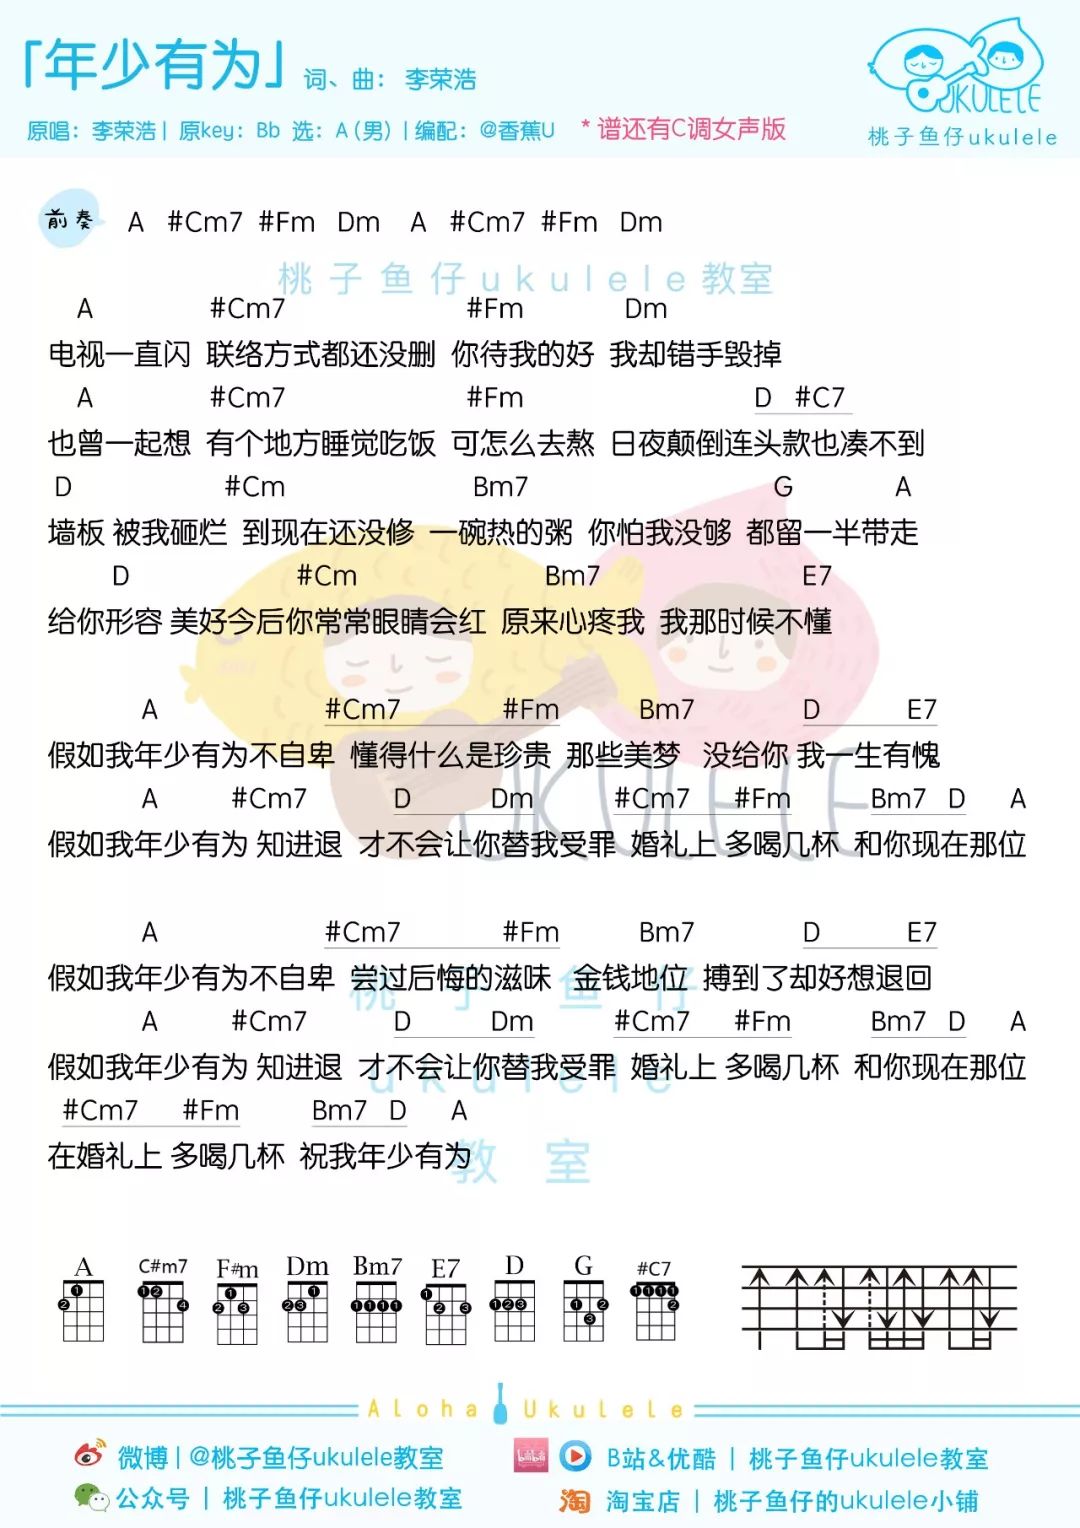 「年少有为」 词、曲： 李荣浩
原唱：李荣浩 | 原key：Bb 选：A（男） | 编配：@香蕉U * 谱还有C调女声版
UKULELE
桃子鱼仔ukulele
前奏 A #Cm7 #Fm Dm A #Cm7 #Fm Dm
桃子鱼仔ukulele教室
A #Cm7 #Fm Dm
电视一直闪 联络方式都还没删 你待我的好 我却错手毁掉
A #Cm7 #Fm D #C7
也曾一起想 有个地方睡觉吃饭 可怎么去熬 日夜颠倒连头款也凑不到
D #Cm Bm7 G A
墙板 被我砸烂 到现在还没修 一碗热的粥 你怕我没够 都留一半带走
D #Cm Bm7 E7
给你形容 美好今后你常常眼睛会红 原来心疼我 我那时候不懂
A #Cm7 #Fm Bm7 D E7
假如我年少有为不自卑 懂得什么是珍贵 那些美梦 没给你 我一生有愧
UKULELE
A #Cm7 D Dm #Cm7 #Fm Bm7 D A
假如我年少有为 知进退 才不会让你替我受罪 婚礼上 多喝几杯 和你现在那位
A #Cm7 #Fm Bm7 D E7
假如我年少有为不自卑 尝过后悔的滋味 金钱地位 搏到了却好想退回
桃子鱼仔
A #Cm7 D Dm #Cm7 #Fm Bm7 D A
假如我年少有为 知进退 才不会让你替我受罪 婚礼上 多喝几杯 和你现在那位
ukulele
#Cm7 #Fm Bm7 D A
在婚礼上 多喝几杯 祝我年少有为
教室
A C#m7 F#m Dm Bm7 E7 D G #C7
Aloha Ukulele
微博 | @桃子鱼仔ukulele教室 bilibili B站&优酷 | 桃子鱼仔ukulele教室
公众号 | 桃子鱼仔ukulele教室 淘 淘宝店 | 桃子鱼仔的ukulele小铺